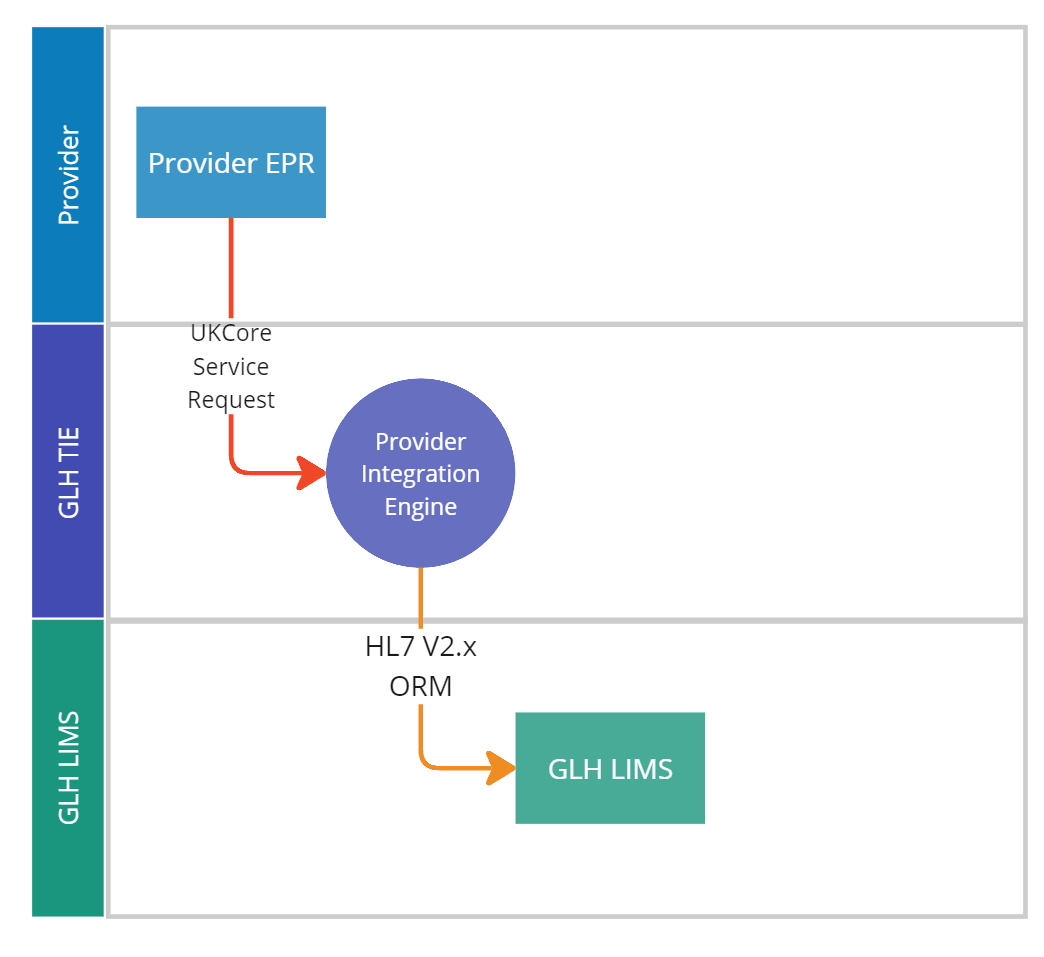 Provider
Provider EPR
UKCore
Service
Request
GLH TIE
Provider
Integration
Engine
HL7 V2.x
ORM
GLH LIMS
GLH LIMS